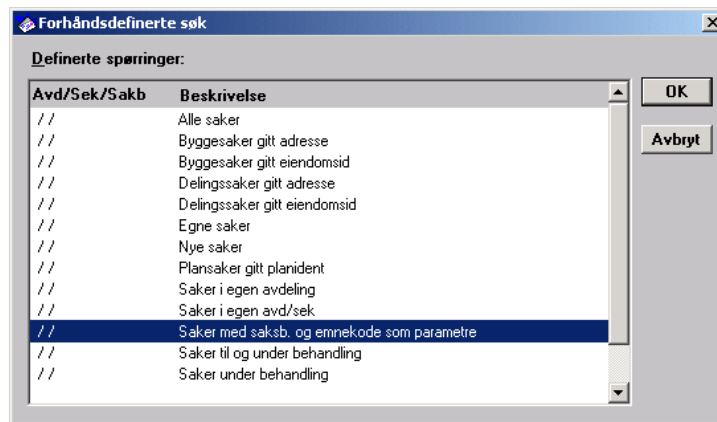 Forhåndsdefinerte søk
Definerte spørringer:
Avd/Sek/Sakb Beskrivelse
/ / Alle saker
/ / Byggesaker gitt adresse
/ / Byggesaker gitt eiendomsid
/ / Delingssaker gitt adresse
/ / Delingssaker gitt eiendomsid
/ / Egne saker
/ / Nye saker
/ / Plansaker gitt planident
/ / Saker i egen avdeling
/ / Saker i egen avd/sek
/ / Saker med saksb. og emnekode som parametre
/ / Saker til og under behandling
/ / Saker under behandling
OK
Avbryt